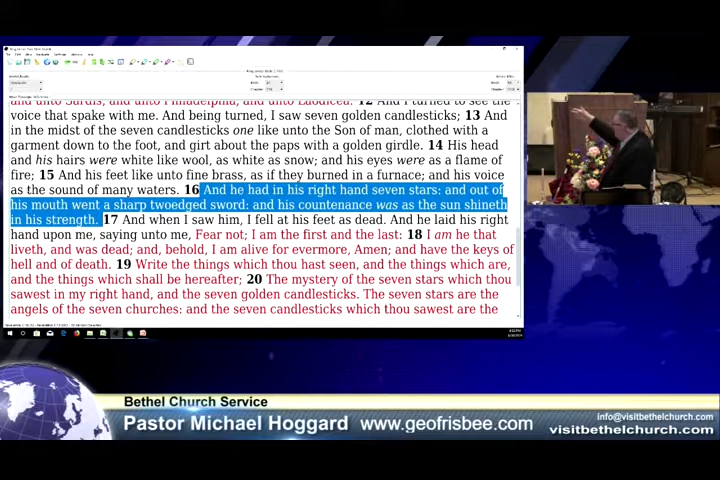 and unto Sardis, and unto Philadelphia, and unto Laodicea. 12 And I turned to see the
voice that spake with me. And being turned, I saw seven golden candlesticks; 13 And
in the midst of the seven candlesticks one like unto the Son of man, clothed with a
garment down to the foot, and girt about the paps with a golden girdle. 14 His head
and his hairs were white like wool, as white as snow; and his eyes were as a flame of
fire; 15 And his feet like unto fine brass, as if they burned in a furnace; and his voice
as the sound of many waters. 16 And he had in his right hand seven stars: and out of
his mouth went a sharp twoedged sword: and his countenance was as the sun shineth
in his strength. 17 And when I saw him, I fell at his feet as dead. And he laid his right
hand upon me, saying unto me, Fear not; I am the first and the last: 18 I am he that
liveth, and was dead; and, behold, I am alive for evermore, Amen; and have the keys of
hell and of death. 19 Write the things which thou hast seen, and the things which are,
and the things which shall be hereafter; 20 The mystery of the seven stars which thou
sawest in my right hand, and the seven golden candlesticks. The seven stars are the
angels of the seven churches: and the seven candlesticks which thou sawest are the
Bethel Church Service
Pastor Michael Hoggard www.geofrisbee.com
info@visitbethelchurch.com
visitbethelchurch.com